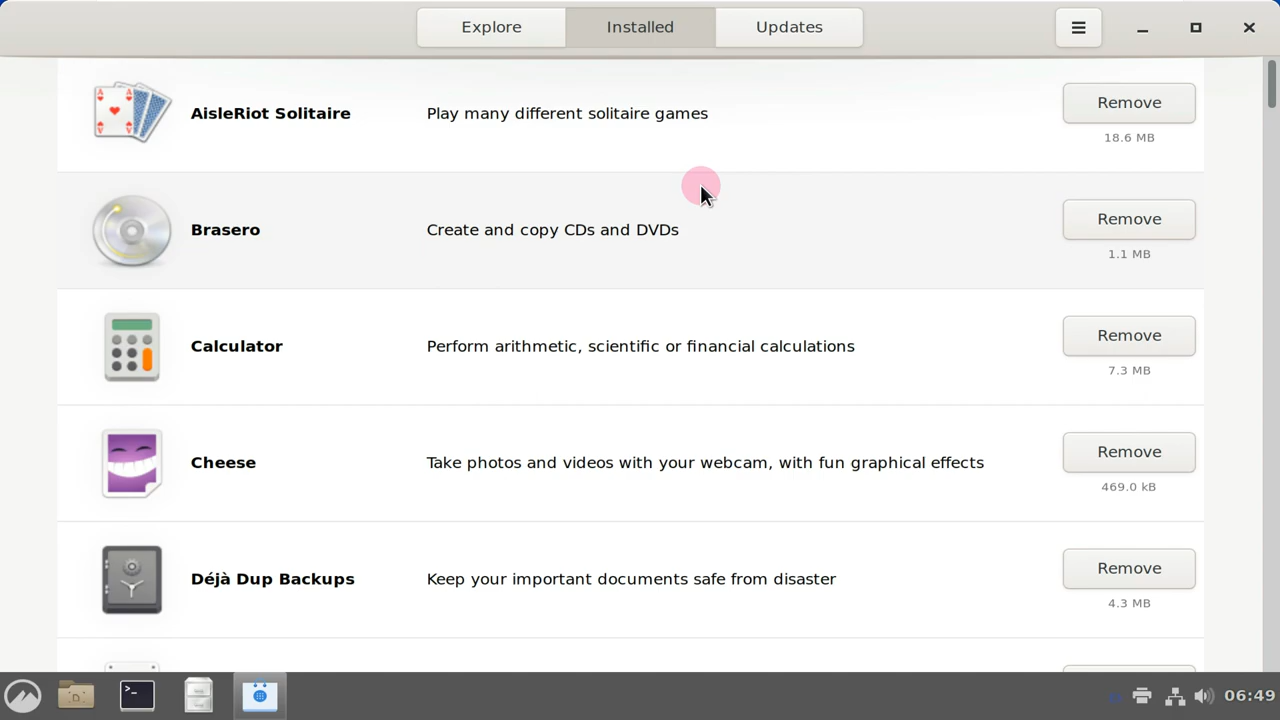 Explore Installed Updates
AisleRiot Solitaire Play many different solitaire games Remove
18.6 MB
Brasero Create and copy CDs and DVDs Remove
1.1 MB
Calculator Perform arithmetic, scientific or financial calculations Remove
7.3 MB
Cheese Take photos and videos with your webcam, with fun graphical effects Remove
469.0 kB
Déjà Dup Backups Keep your important documents safe from disaster Remove
4.3 MB
06:49